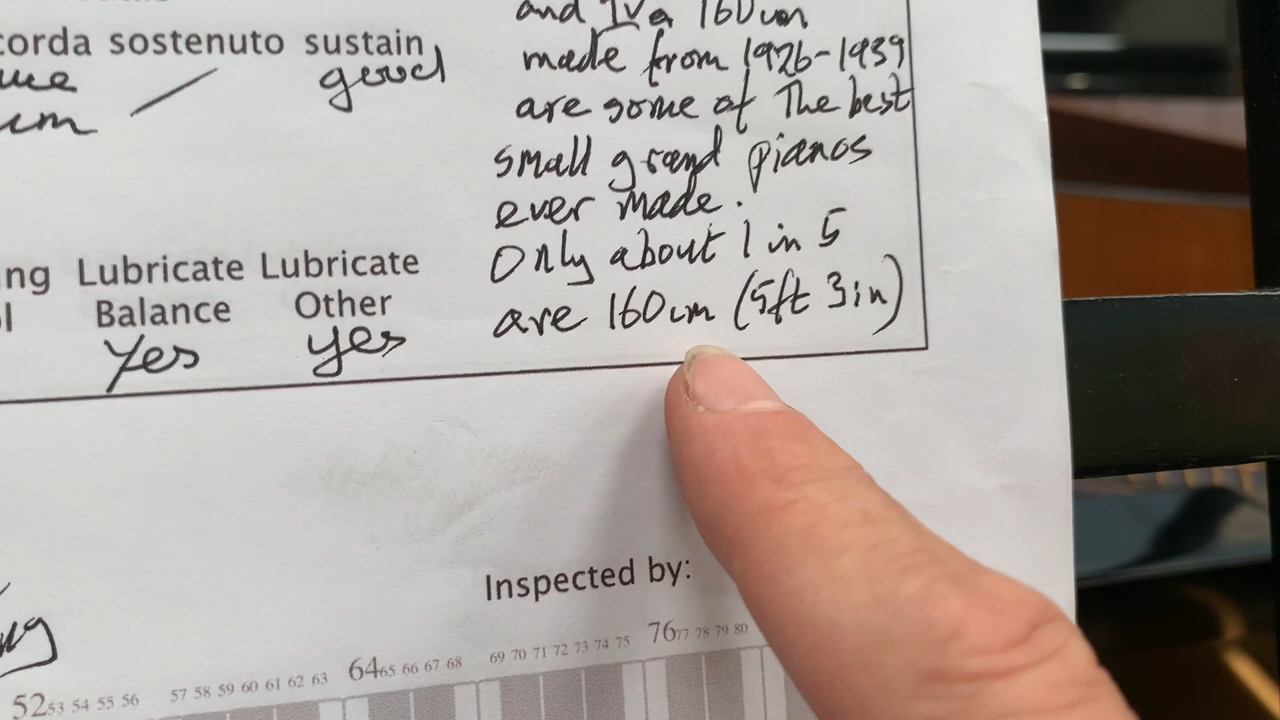 and IVa 160cm
corda sostenuto sustain
good
made from 1926-1939
are some of The best
small grand pianos
ever made.
Only about 1 in 5
are 160cm (5ft 3in)
Lubricate Lubricate
Balance Other
Yes yes
Inspected by:
52 53 54 55 56 57 58 59 60 61 62 63 64 65 66 67 68 69 70 71 72 73 74 75 76 77 78 79 80